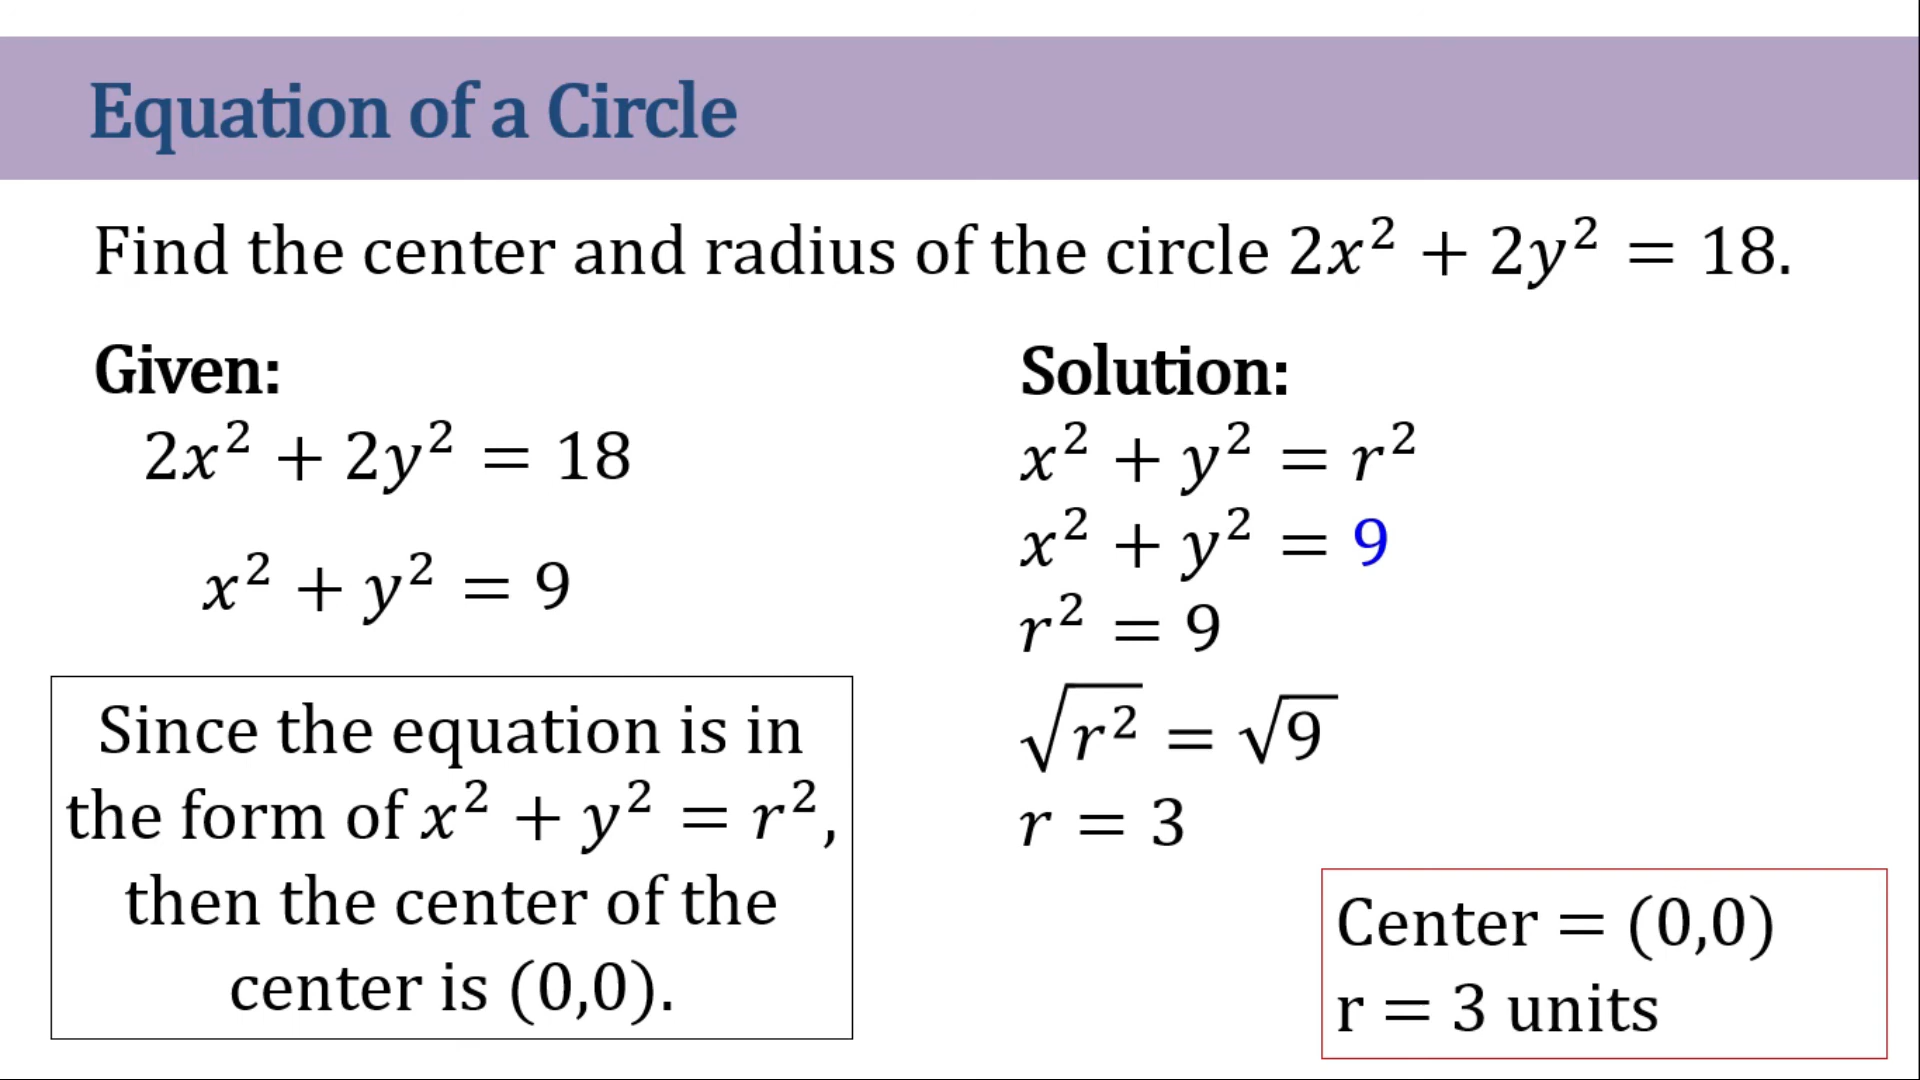 Equation of a Circle
Find the center and radius of the circle 2x² + 2y² = 18.
Given:
2x² + 2y² = 18
x² + y² = 9
Since the equation is in
the form of x² + y² = r²,
then the center of the
center is (0,0).
Solution:
x² + y² = r²
x² + y² = 9
r² = 9
√r² = √9
r = 3
Center = (0,0)
r = 3 units